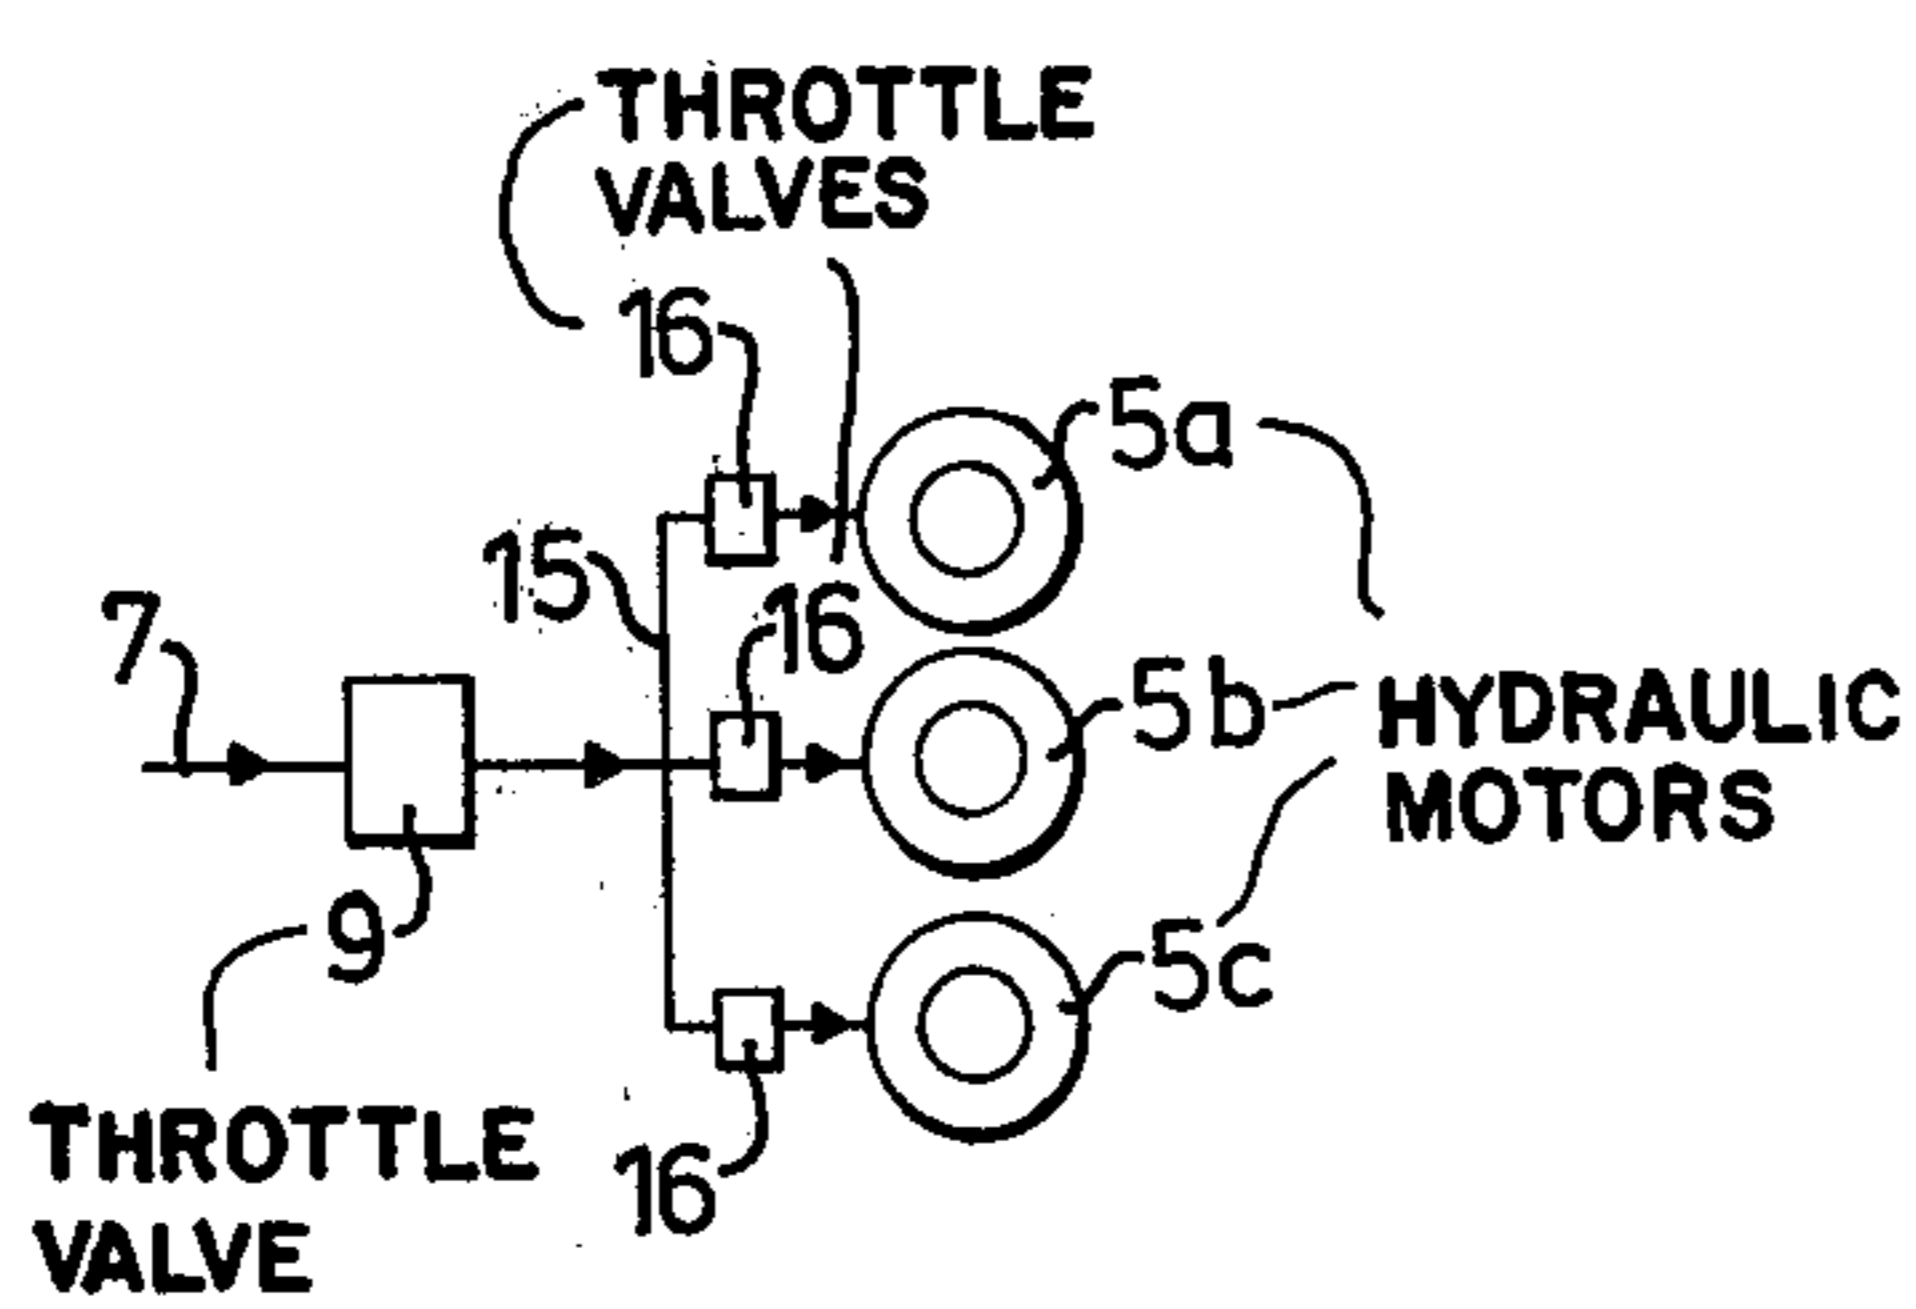 THROTTLE
VALVES
16
5a
15
16
7
5b
HYDRAULIC
MOTORS
9
5c
THROTTLE
VALVE
16